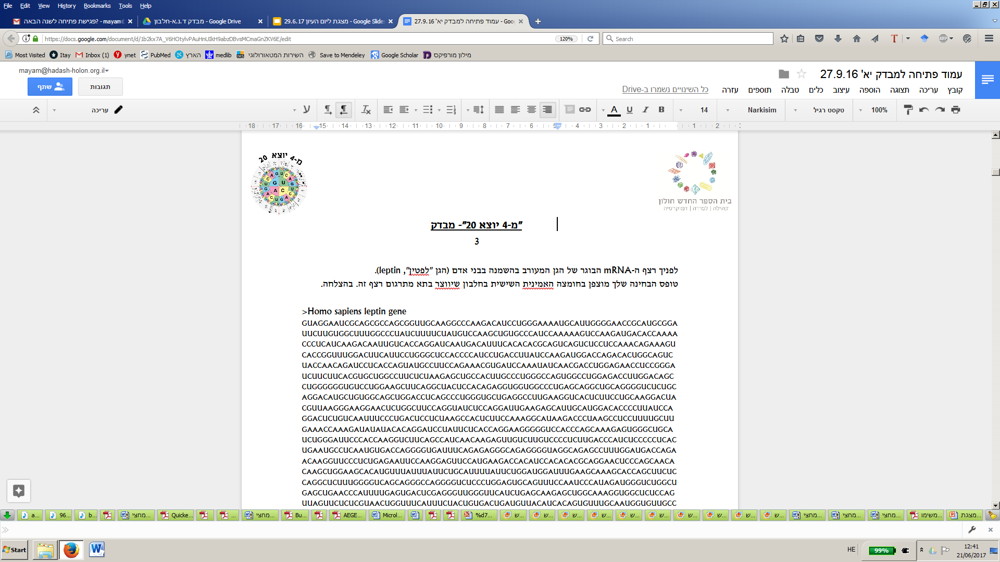 File Edit View History Bookmarks Tools Help
פגישת פתיחה לשנה הבאה? - mayam@
מבדק ד.נ.א-חלבון - Google Drive
מצגת ליום העיון 29.6.17 - Google Slides
עמוד פתיחה למבדק יא' 27.9.16 - Goo
https://docs.google.com/document/d/1b2kx7A_V6HOtylvPAuHnUIkH9abzDBvsMCmaGnZKV6E/edit
120%
Search
Most Visited Itay Inbox (1) ynet PubMed הארץ medlib השירות המטאורולוגי Save to Mendeley Google Scholar מילון מורפיקס
mayam@hadash-holon.org.il
עמוד פתיחה למבדק יא' 27.9.16
שתף
תגובות
קובץ עריכה תצוגה הוספה עיצוב כלים טבלה תוספים עזרה
כל השינויים נשמרו ב-Drive
100% טקסט רגיל Narkisim 14 B I U A
עריכה
18 17 16 15 14 13 12 11 10 9 8 7 6 5 4 3 2 1 1 2
מ-4 יוצא 20
בית הספר החדש חולון
קהילה | למידה | דמוקרטיה
"מ-4 יוצא 20"- מבדק
3
לפניך רצף ה-mRNA הבוגר של הגן המעורב בהשמנה בבני אדם (הגן "לפטין", leptin).
טופס הבחינה שלך מוצפן בחומצה האמינית השישית בחלבון שיווצר בתא מתרגום רצף זה. בהצלחה.
>Homo sapiens leptin gene
GUAGGAAUCGCAGCGCCAGCGGUUGCAAGGCCCAAGACAUCCUGGGAAAAUGCAUUGGGGAACCGCAUGCGGA
UUCUUGUGGCUUUGGCCCUAUCUUUUCUAUGUCCAAGCUGUGCCCAUCCAAAAAGUCCAAGAUGACACCAAAA
CCCUCAUCAAGACAAUUGUCACCAGGAUCAAUGACAUUUCACACACGCAGUCAGUCUCCUCCAAACAGAAAGU
CACCGGUUUGGACUUCAUUCCUGGGCUCCACCCCAUCCUGACCUUAUCCAAGAUGGACCAGACACUGGCAGUC
UACCAACAGAUCCUCACCAGUAUGCCUUCCAGAAACGUGAUCCAAAUAUCAACGACCUGGAGAACCUCCGGGA
UCUUCUUCACGUGCUGGCCUUCUCUAAGAGCUGCCACUUGCCCUGGGCCAGUGGCCUGGAGACCUUGGACAGC
CUGGGGGGUGUCCUGGAAGCUUCAGGCUACUCCACAGAGGUGGUGGCCCUGAGCAGGCUGCAGGGGUCUCUGC
AGGACAUGCUGUGGCAGCUGGACCUCAGCCCUGGGUGCUGAGGCCUUGAAGGUCACUCUUCCUGCAAGGACUA
CGUUAAGGGAAGGAACUCUGGCUUCCAGGUAUCUCCAGGAUUGAAGAGCAUUGCAUGGACACCCCUUAUCCA
GGACUCUGUCAAUUUCCCUGACUCCUCUAAGCCACUCUUCCAAAGGCAUAAGACCCUAAGCCUCCUUUUGCUU
GAAACCAAAGAUAUAUACACAGGAUCCUAUUCUCACCAGGAAGGGGGUCCACCCAGCAAAGAGUGGGCUGCA
UCUGGGAUUCCCACCAAGGUCUUCAGCCAUCAACAAGAGUUGUCUUGUCCCCUCUUGACCCAUCUCCCCCUCAC
UGAAUGCCUCAAUGUGACCAGGGGUGAUUUCAGAGAGGGCAGAGGGGUAGGCAGAGCCUUUGGAUGACCAGA
ACAAGGUUCCCUCUGAGAAUUCCAAGGAGUUCCAUGAAGACCACAUCCACACACGCAGGAACUCCCAGCAACA
CAAGCUGGAAGCACAUGUUUAUUUAUUCUGCAUUUUAUUCUGGAUGGAUUUGAAGCAAAGCACCAGCUUCUC
CAGGCUCUUUGGGGUCAGCAGGGCCAGGGGUCUCCCUGGAGUGCAGUUUCCAAUCCCAUAGAUGGGUCUGGCU
GAGCUGAACCCAUUUUGAGUGACUCGAGGGUUGGGUUCAUCUGAGCAAGAGCUGGCAAAGGUGGCUCUCCAG
UUAGUUCUCUCGUAACUGGUUUCAUUUCUACUGUGACUGAUGUUACAUCACAGUGUUUGCAAUGGUGUUGCC
a... 96... b... מחצי... Quicke... ... מחצי... Bu... AEGE... Microl... %d7... ש... ש... ש... ש... ש... ש... ש... ש... ש... ש... מחצי... מחצי... מחצי... משימו... מצגת...
Start
HE 99% 12:41
21/06/2017